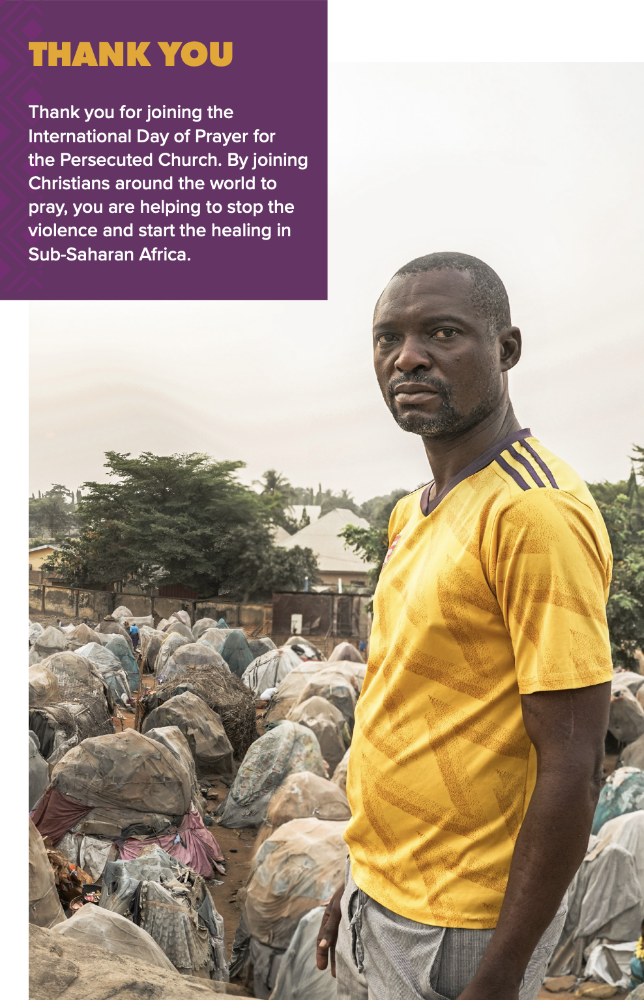 THANK YOU
Thank you for joining the
International Day of Prayer for
the Persecuted Church. By joining
Christians around the world to
pray, you are helping to stop the
violence and start the healing in
Sub-Saharan Africa.